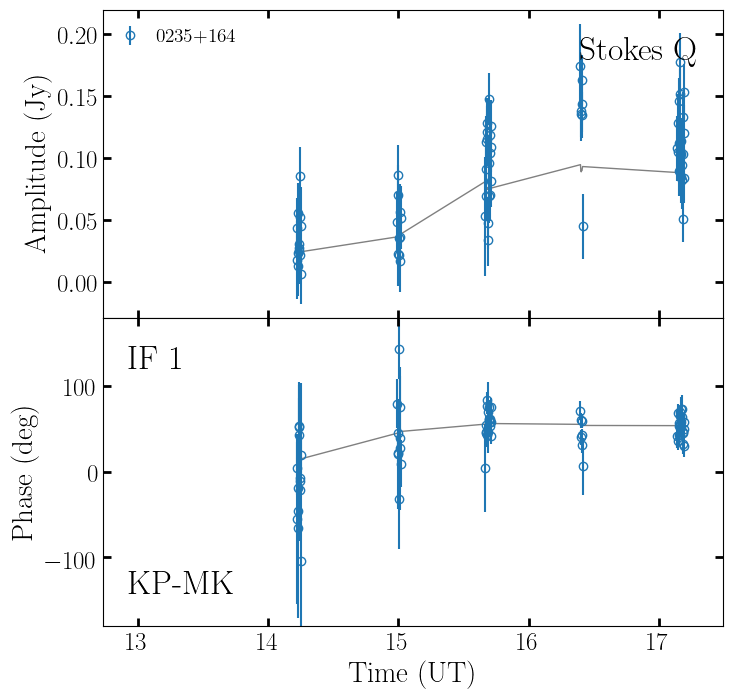 0235+164
Stokes Q
0.20
0.15
0.10
0.05
0.00
Amplitude (Jy)
IF 1
100
0
−100
Phase (deg)
KP-MK
13 14 15 16 17
Time (UT)